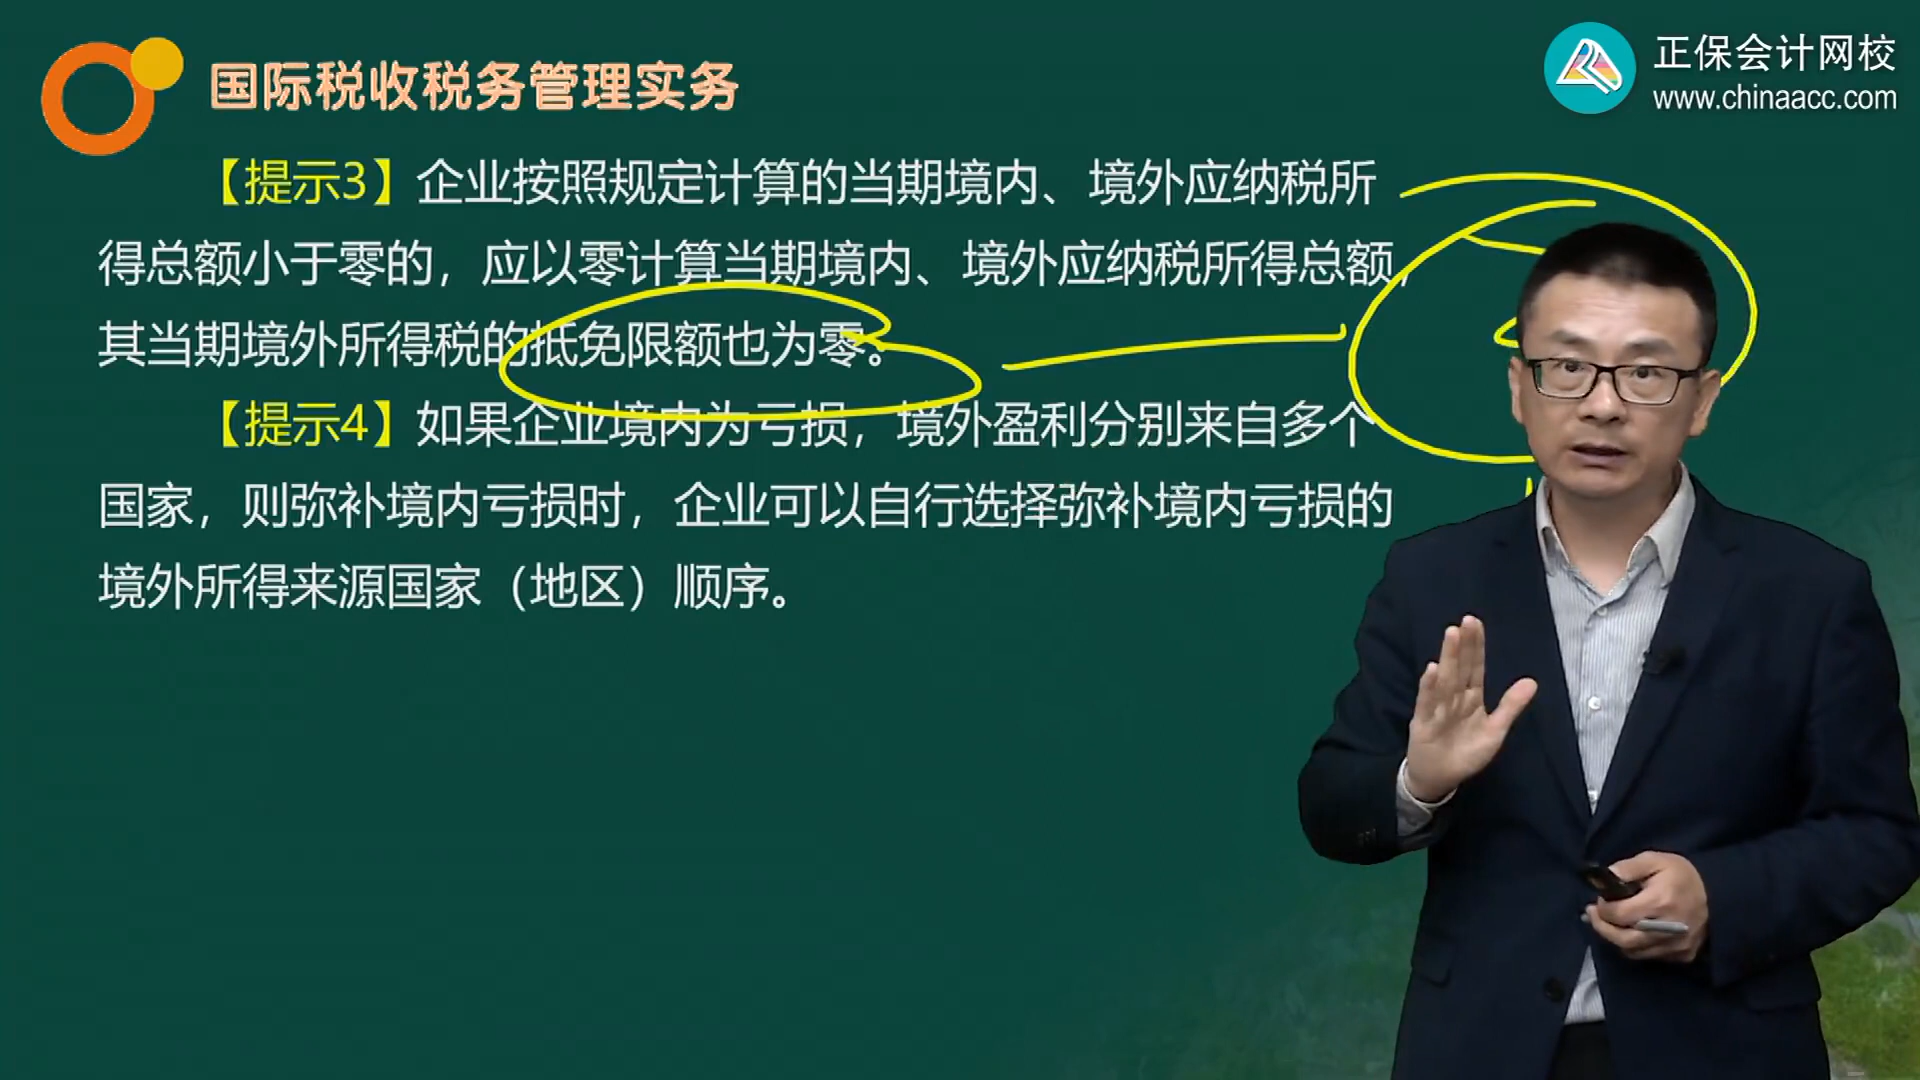 国际税收税务管理实务
正保会计网校
www.chinaacc.com
【提示3】企业按照规定计算的当期境内、境外应纳税所
得总额小于零的，应以零计算当期境内、境外应纳税所得总额，
其当期境外所得税的抵免限额也为零。
【提示4】如果企业境内为亏损，境外盈利分别来自多个
国家，则弥补境内亏损时，企业可以自行选择弥补境内亏损的
境外所得来源国家（地区）顺序。